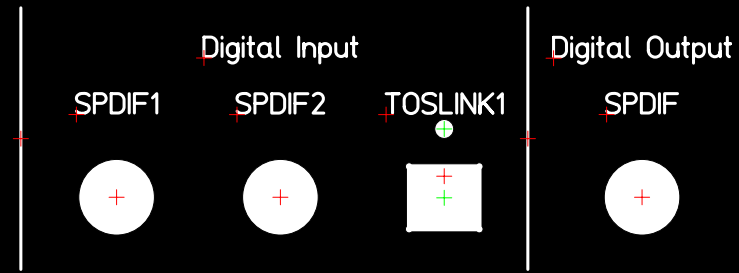 Digital Input Digital Output
SPDIF1 SPDIF2 TOSLINK1 SPDIF